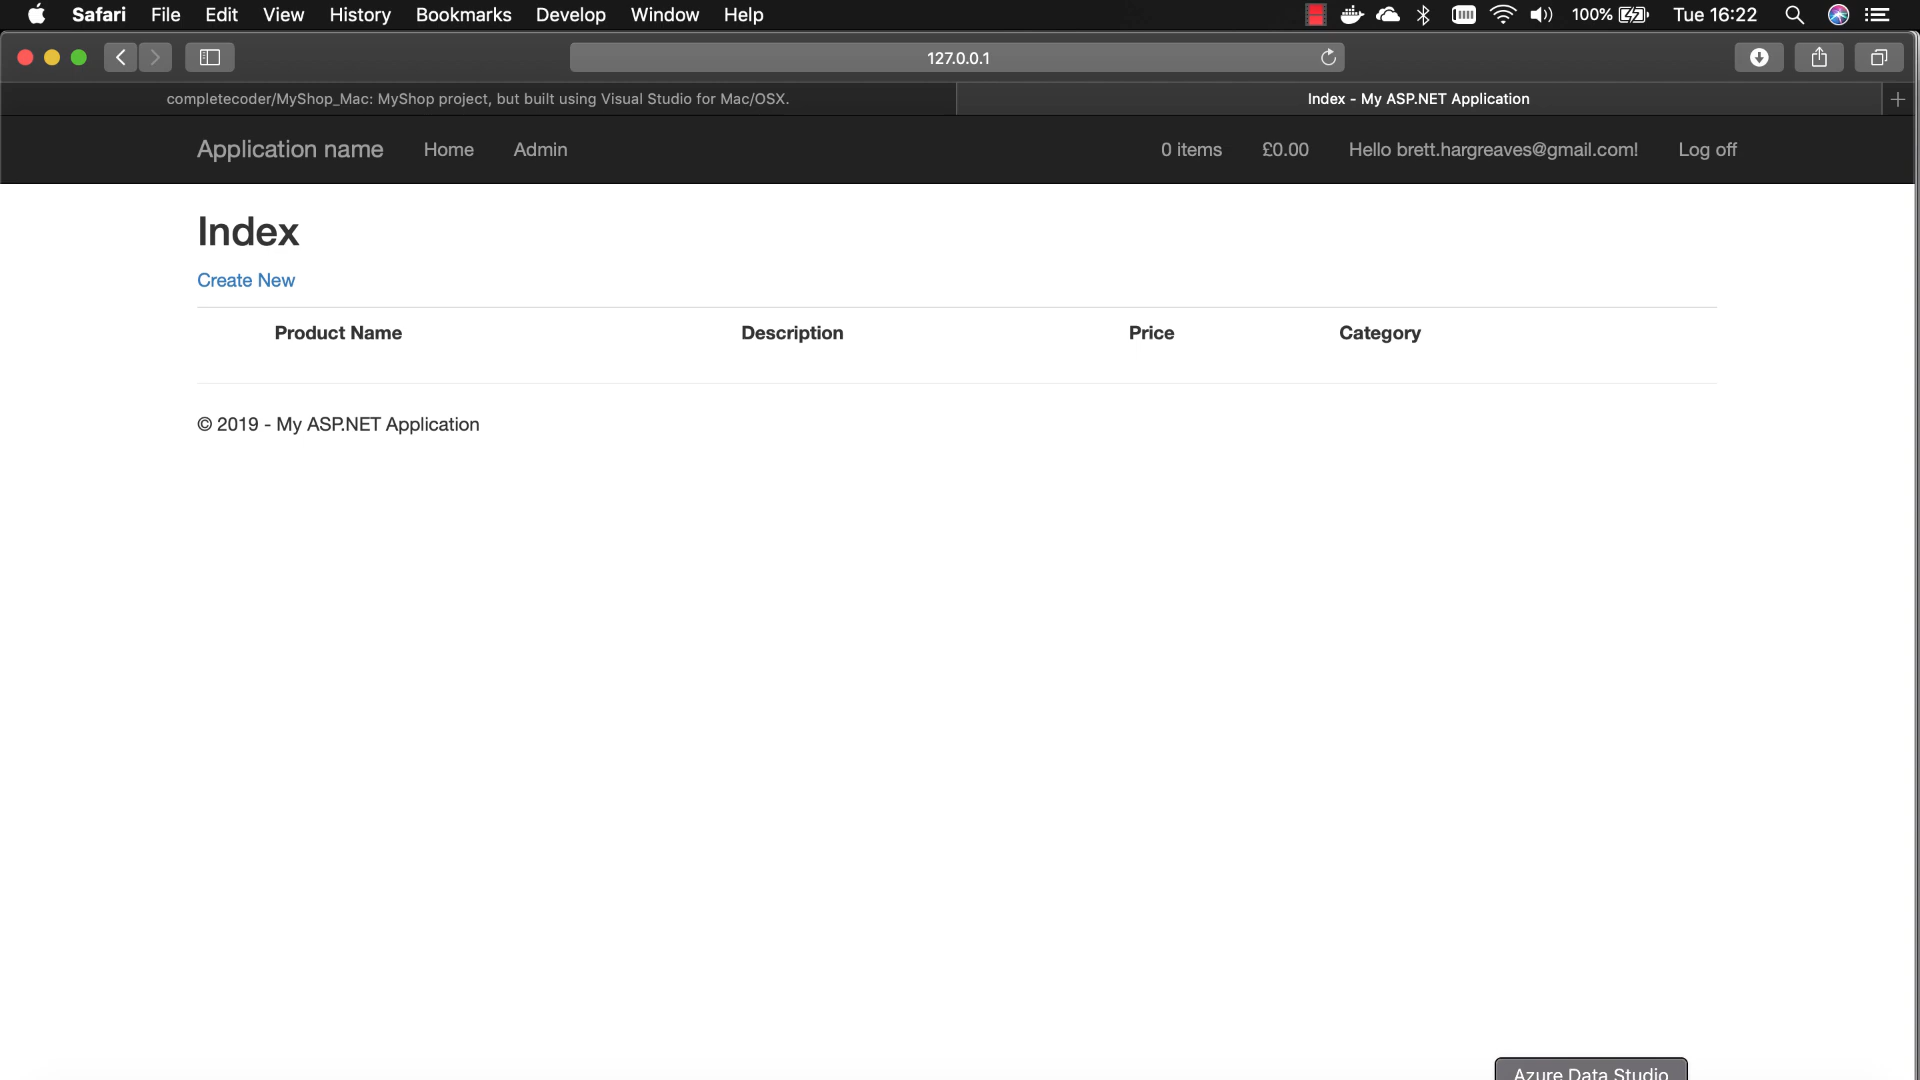 Safari File Edit View History Bookmarks Develop Window Help 100% Tue 16:22
127.0.0.1
completecoder/MyShop_Mac: MyShop project, but built using Visual Studio for Mac/OSX. Index - My ASP.NET Application
Application name Home Admin 0 items £0.00 Hello brett.hargreaves@gmail.com! Log off
Index
Create New
Product Name Description Price Category
© 2019 - My ASP.NET Application
Azure Data Studio